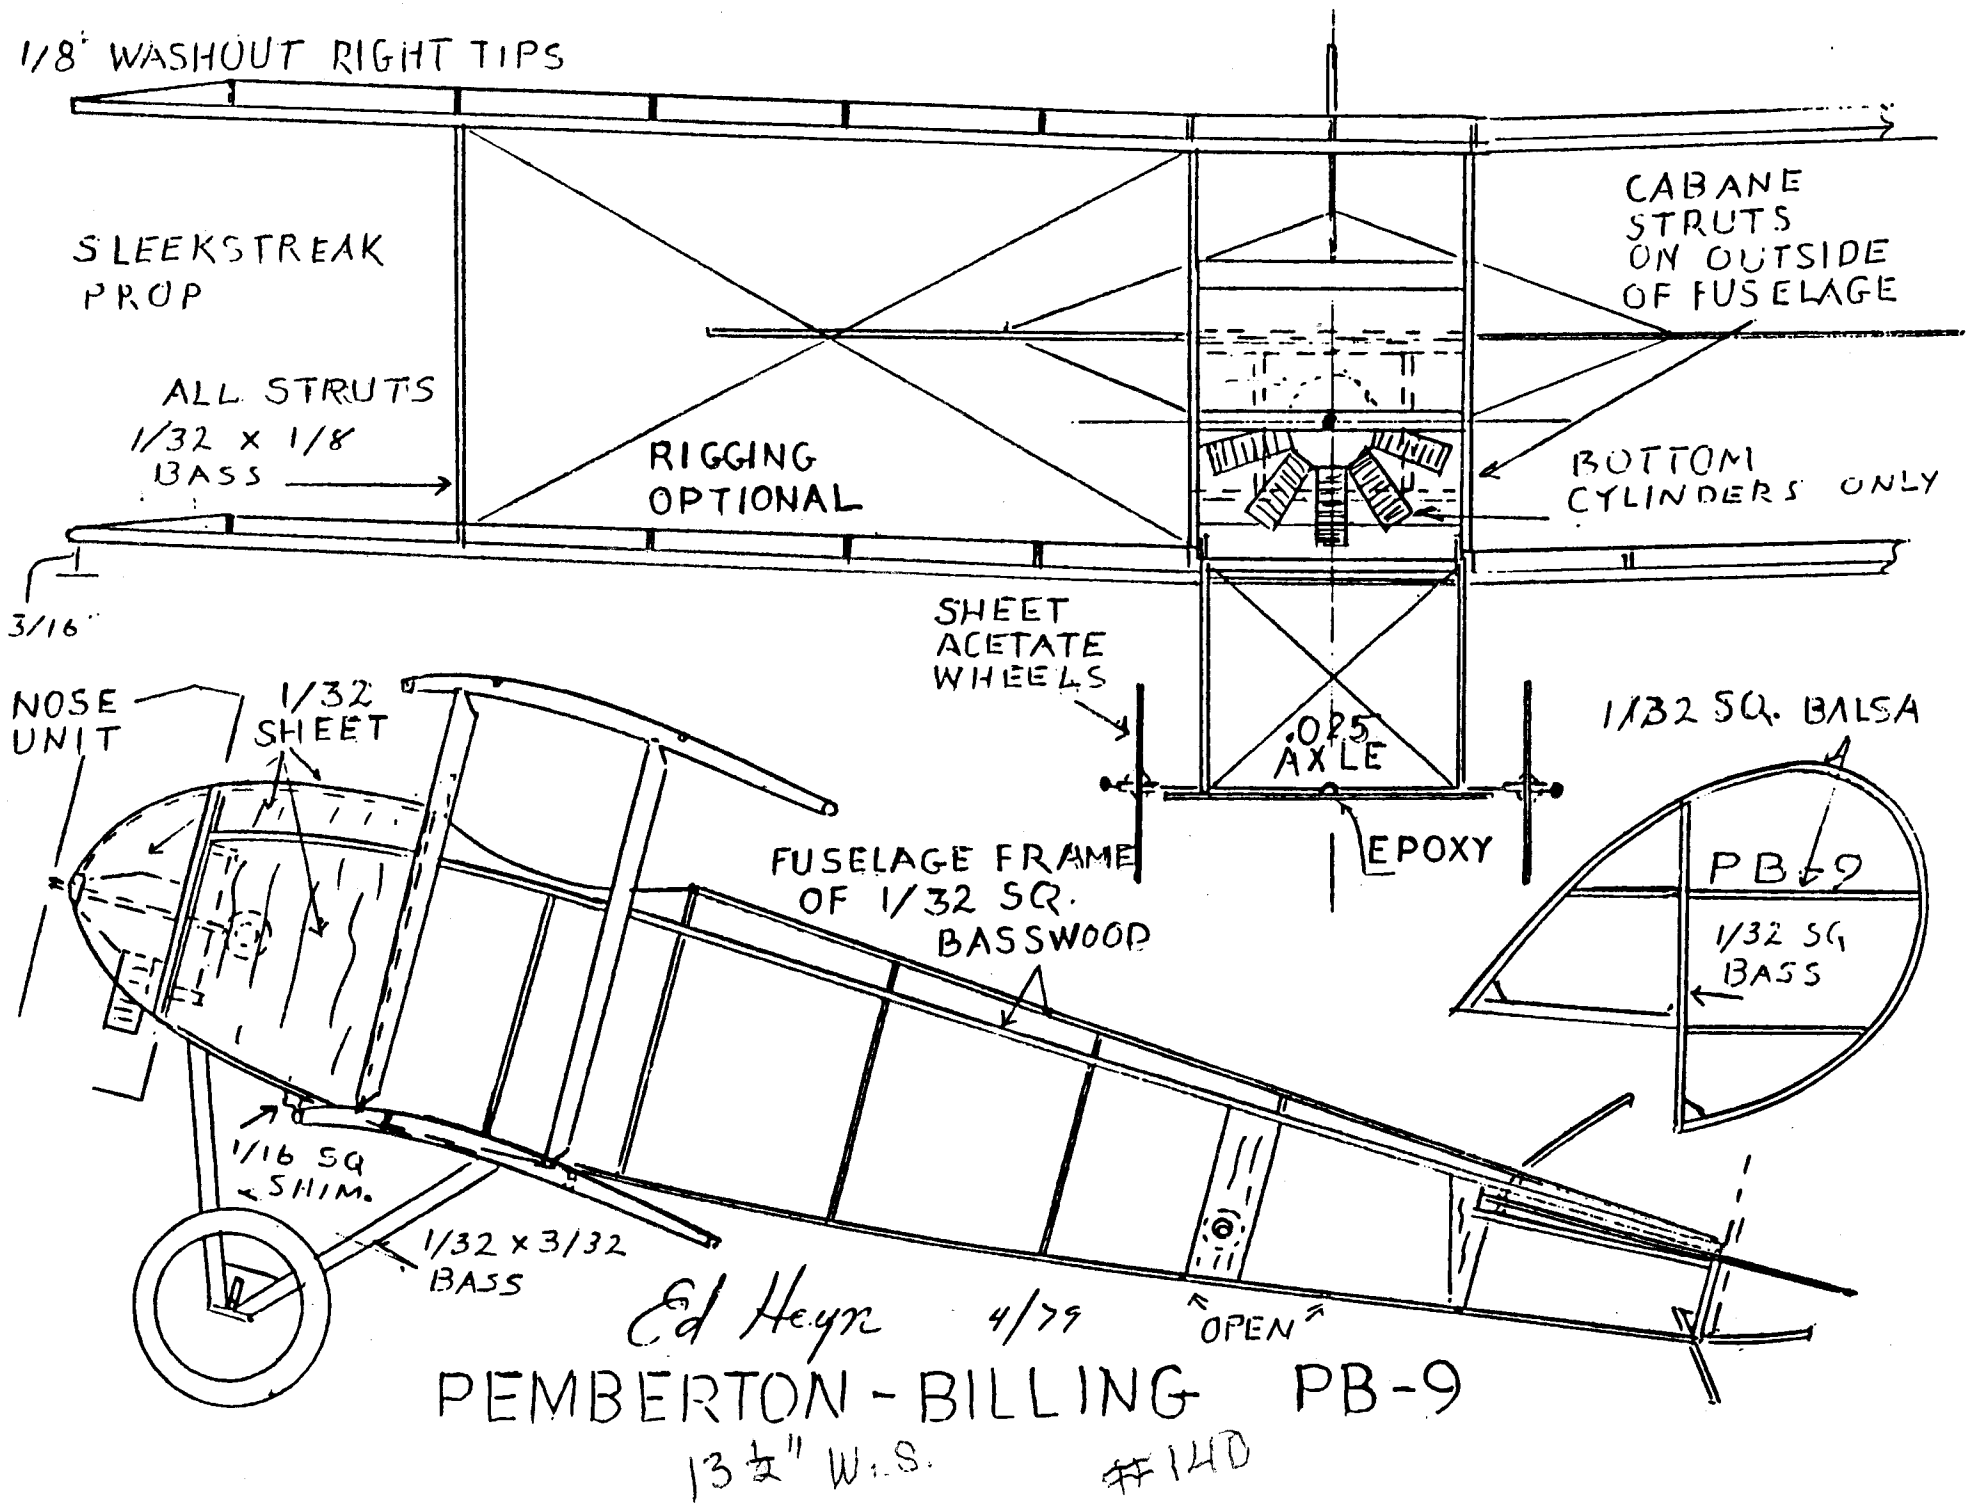 1/8" WASHOUT RIGHT TIPS
SLEEKSTREAK
PROP
ALL STRUTS
1/32 x 1/8
BASS
RIGGING
OPTIONAL
CABANE
STRUTS
ON OUTSIDE
OF FUSELAGE
BOTTOM
CYLINDERS ONLY
3/16"
SHEET
ACETATE
WHEELS
.025
AXLE
EPOXY
NOSE
UNIT
1/32
SHEET
1/32 SQ. BALSA
PB-9
1/32 SQ
BASS
FUSELAGE FRAME
OF 1/32 SQ.
BASSWOOD
1/16 SQ
SHIM.
1/32 x 3/32
BASS
OPEN
Ed Heyn 4/79
PEMBERTON-BILLING PB-9
13 1/2" W.S. #140